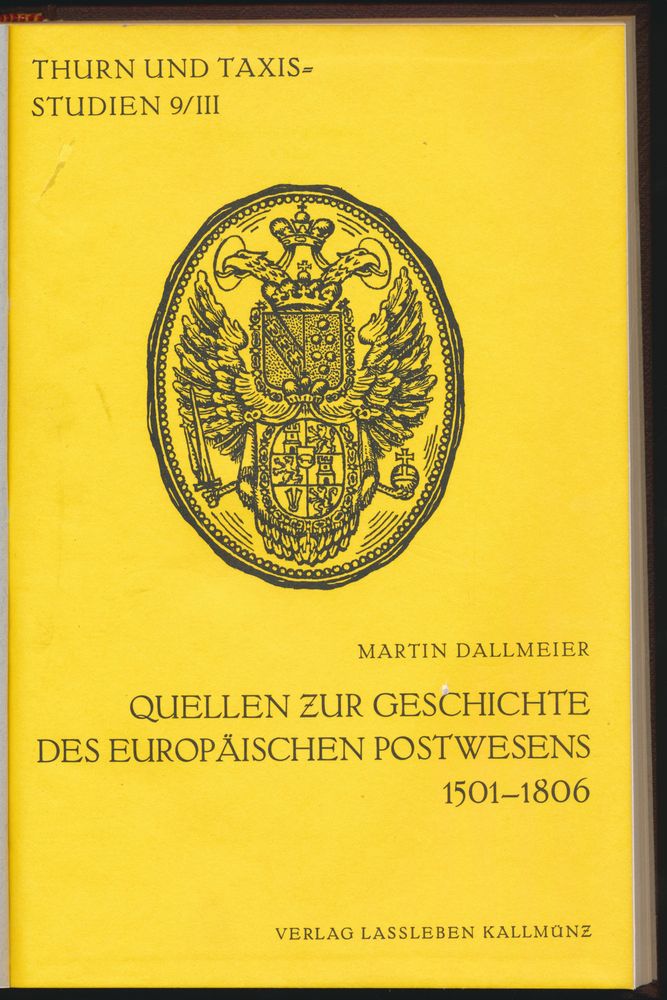 THURN UND TAXIS=
STUDIEN 9/III
MARTIN DALLMEIER
QUELLEN ZUR GESCHICHTE
DES EUROPÄISCHEN POSTWESENS
1501–1806
VERLAG LASSLEBEN KALLMÜNZ